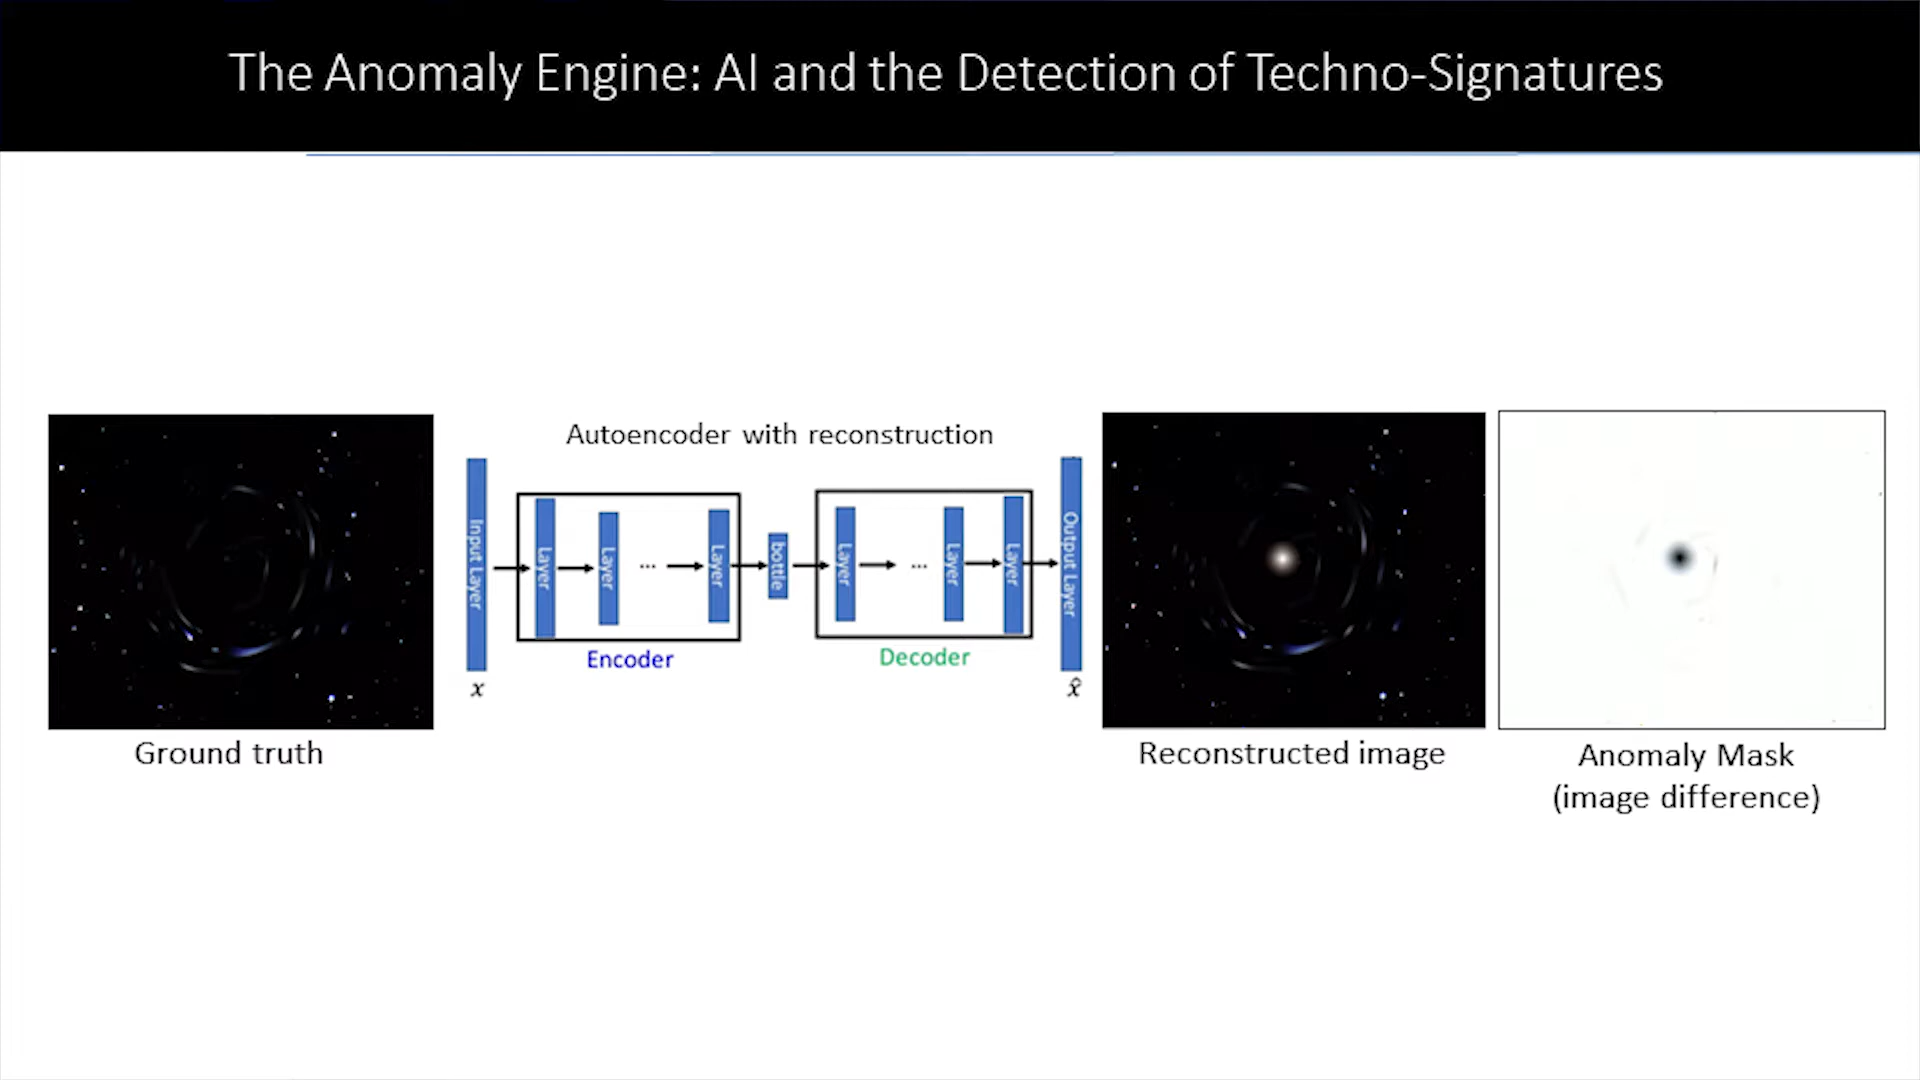 The Anomaly Engine: AI and the Detection of Techno-Signatures
Autoencoder with reconstruction
Input Layer
Layer
Layer
...
Layer
bottle
Layer
...
Layer
Layer
Output Layer
Encoder
Decoder
x
x̂
Ground truth
Reconstructed image
Anomaly Mask
(image difference)